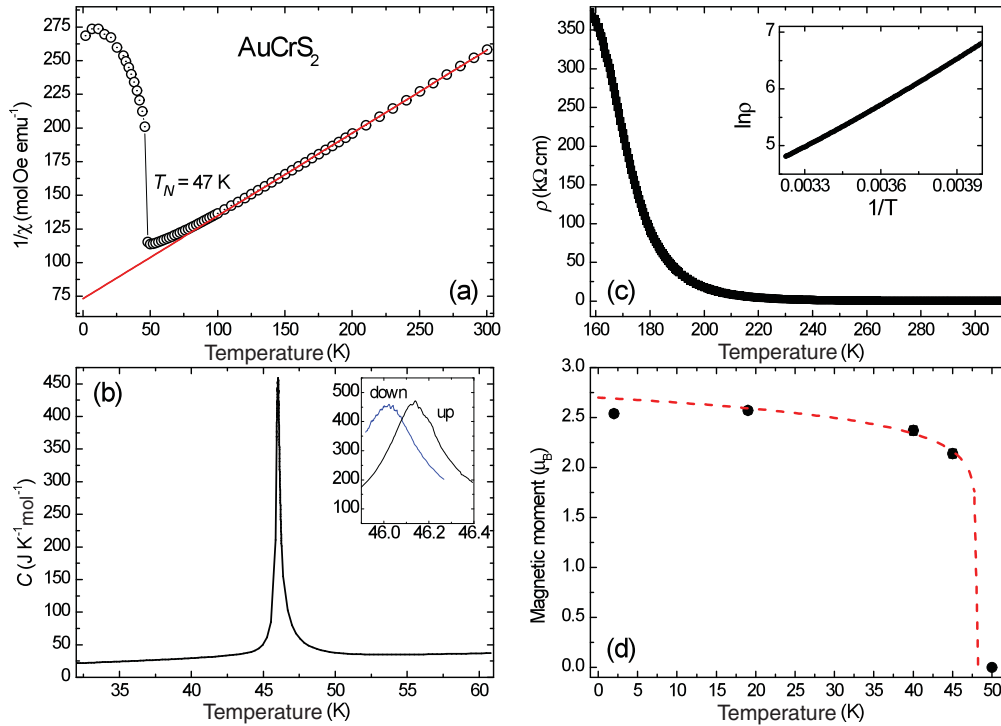 AuCrS2
275
250
225
200
175
150
125
100
75
1/χ (mol Oe emu-1)
TN = 47 K
(a)
0 50 100 150 200 250 300
Temperature (K)
(c)
400
350
300
250
200
150
100
50
0
ρ (kΩ cm)
7
6
5
lnρ
0.0033 0.0036 0.0039
1/T
160 180 200 220 240 260 280 300
Temperature (K)
(b)
450
400
350
300
250
200
150
100
50
0
C (J K-1 mol-1)
down
up
500
400
300
200
100
46.0 46.2 46.4
35 40 45 50 55 60
Temperature (K)
(d)
3.0
2.5
2.0
1.5
1.0
0.5
0.0
Magnetic moment (μB)
0 5 10 15 20 25 30 35 40 45 50
Temperature (K)